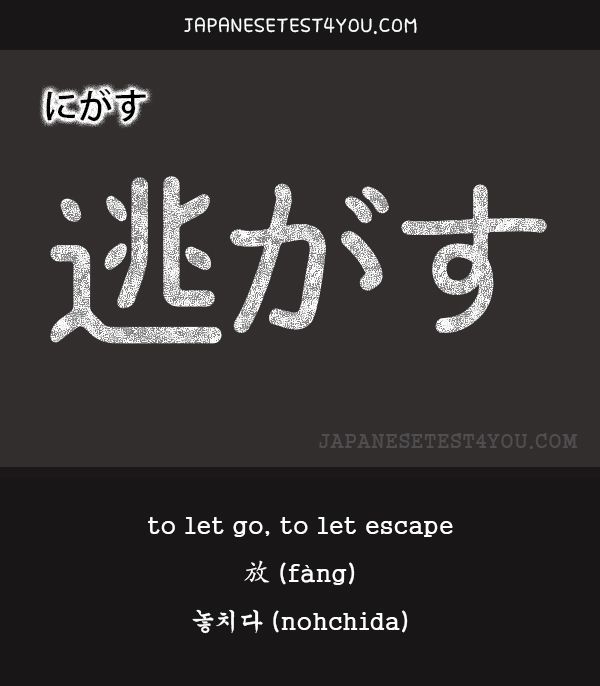 JAPANESETEST4YOU.COM
にがす
逃がす
JAPANESETEST4YOU.COM
to let go, to let escape
放 (fàng)
놓치다 (nohchida)